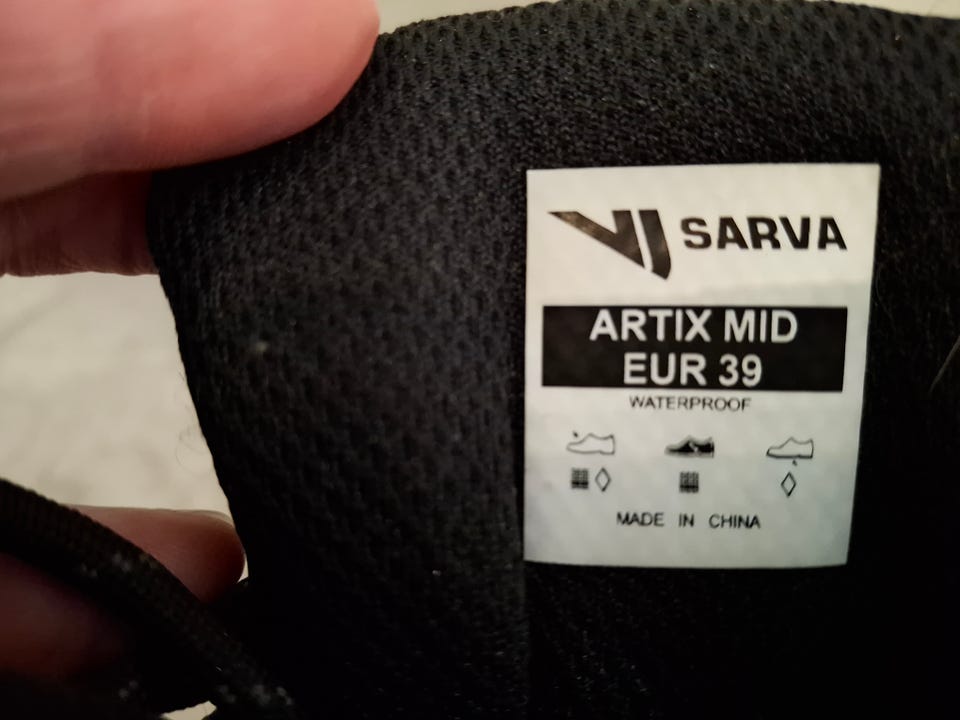 SARVA
ARTIX MID
EUR 39
WATERPROOF
MADE IN CHINA